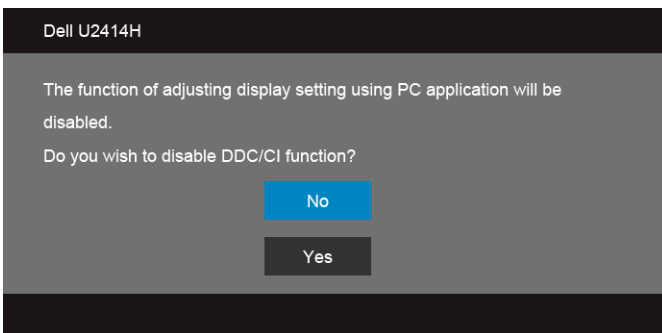 Dell U2414H
The function of adjusting display setting using PC application will be
disabled.
Do you wish to disable DDC/CI function?
No
Yes